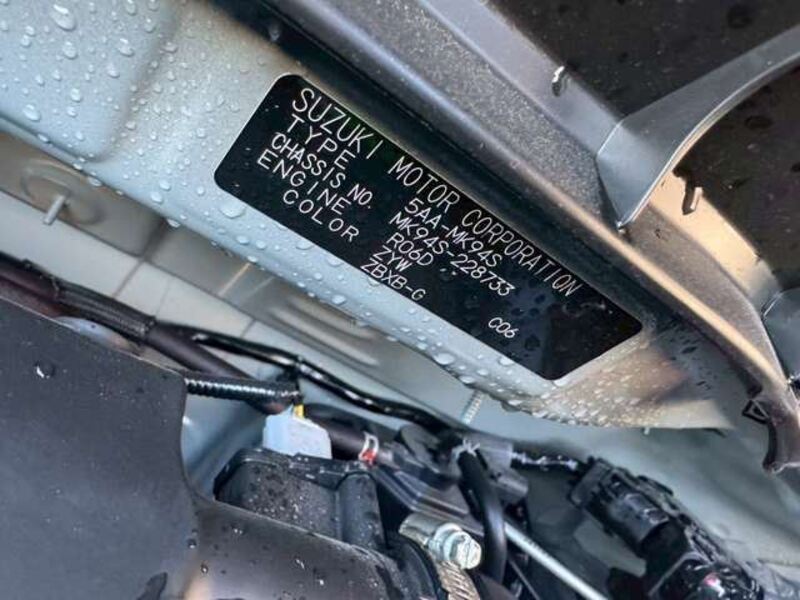 SUZUKI MOTOR CORPORATION
TYPE 5AA-MK94S
CHASSIS NO. MK94S-228733
ENGINE R06D
COLOR ZYW
ZBXB-G C06